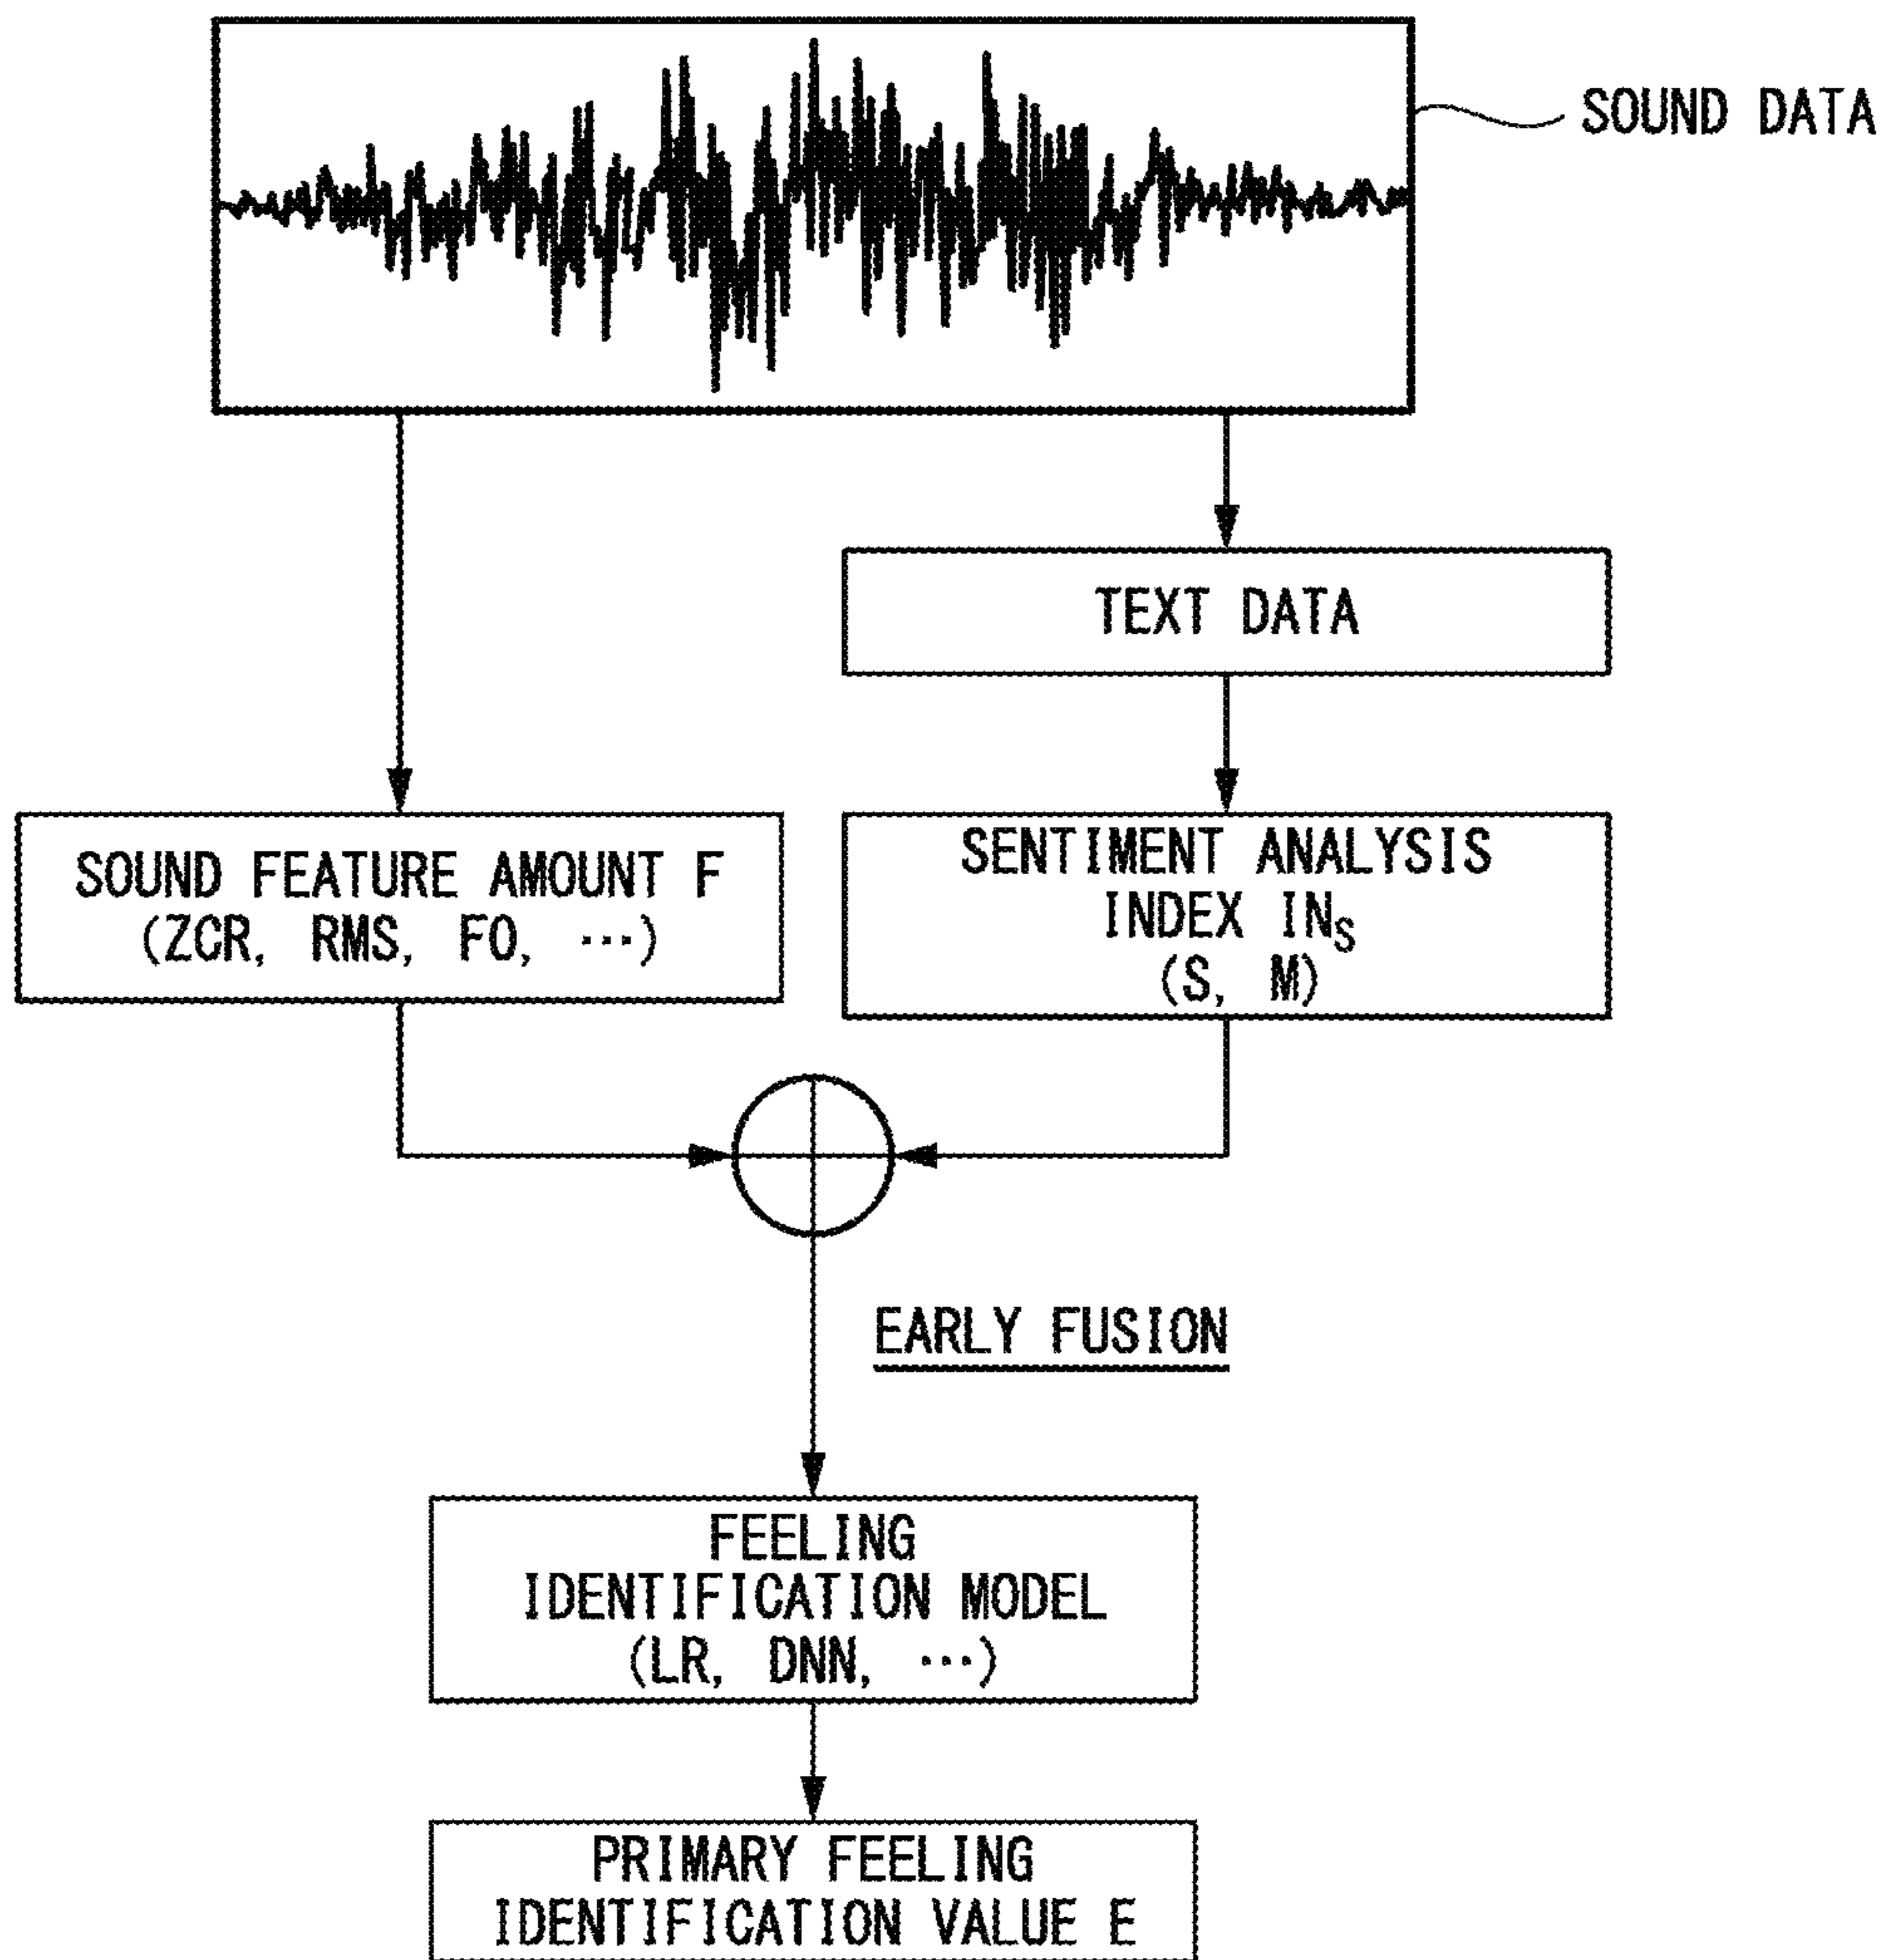 SOUND DATA
TEXT DATA
SOUND FEATURE AMOUNT F
(ZCR, RMS, F0, ···)
SENTIMENT ANALYSIS
INDEX INS
(S, M)
EARLY FUSION
FEELING
IDENTIFICATION MODEL
(LR, DNN, ···)
PRIMARY FEELING
IDENTIFICATION VALUE E